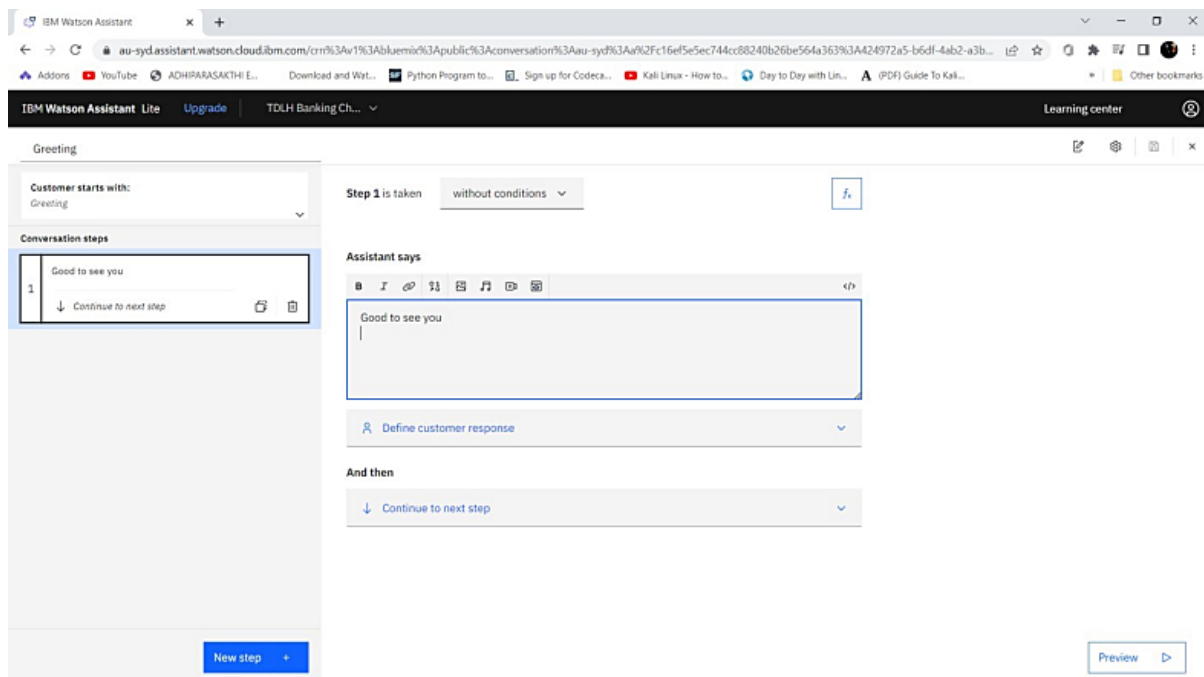 IBM Watson Assistant
au-syd.assistant.watson.cloud.ibm.com/crn%3Av1%3Abluemix%3Apublic%3Aconversation%3Aau-syd%3Aa%2Fc16ef5e5ec744cc88240b26be564a363%3A424972a5-b6df-4ab2-a3b...
Addons YouTube ADHIPARASAKTHI E... Download and Wat... Python Program to... Sign up for Codeca... Kali Linux - How to... Day to Day with Lin... (PDF) Guide To Kali... » Other bookmarks
IBM Watson Assistant Lite Upgrade TDLH Banking Ch... Learning center
Greeting
Customer starts with:
Greeting
Step 1 is taken without conditions fx
Conversation steps
1
Good to see you
Continue to next step
Assistant says
B I </>
Good to see you
Define customer response
And then
Continue to next step
New step +
Preview